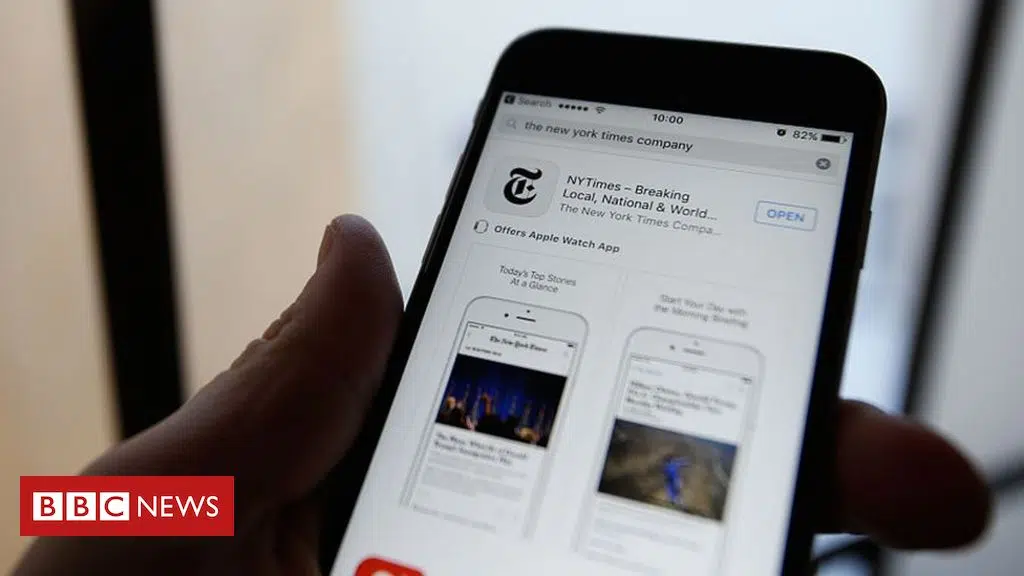 Search
10:00
82%
the new york times company
NYTimes – Breaking
Local, National & World...
The New York Times Compa...
OPEN
Offers Apple Watch App
Today's Top Stories
At a Glance
Start Your Day with
the Morning Briefing
The New York Times
BBC NEWS